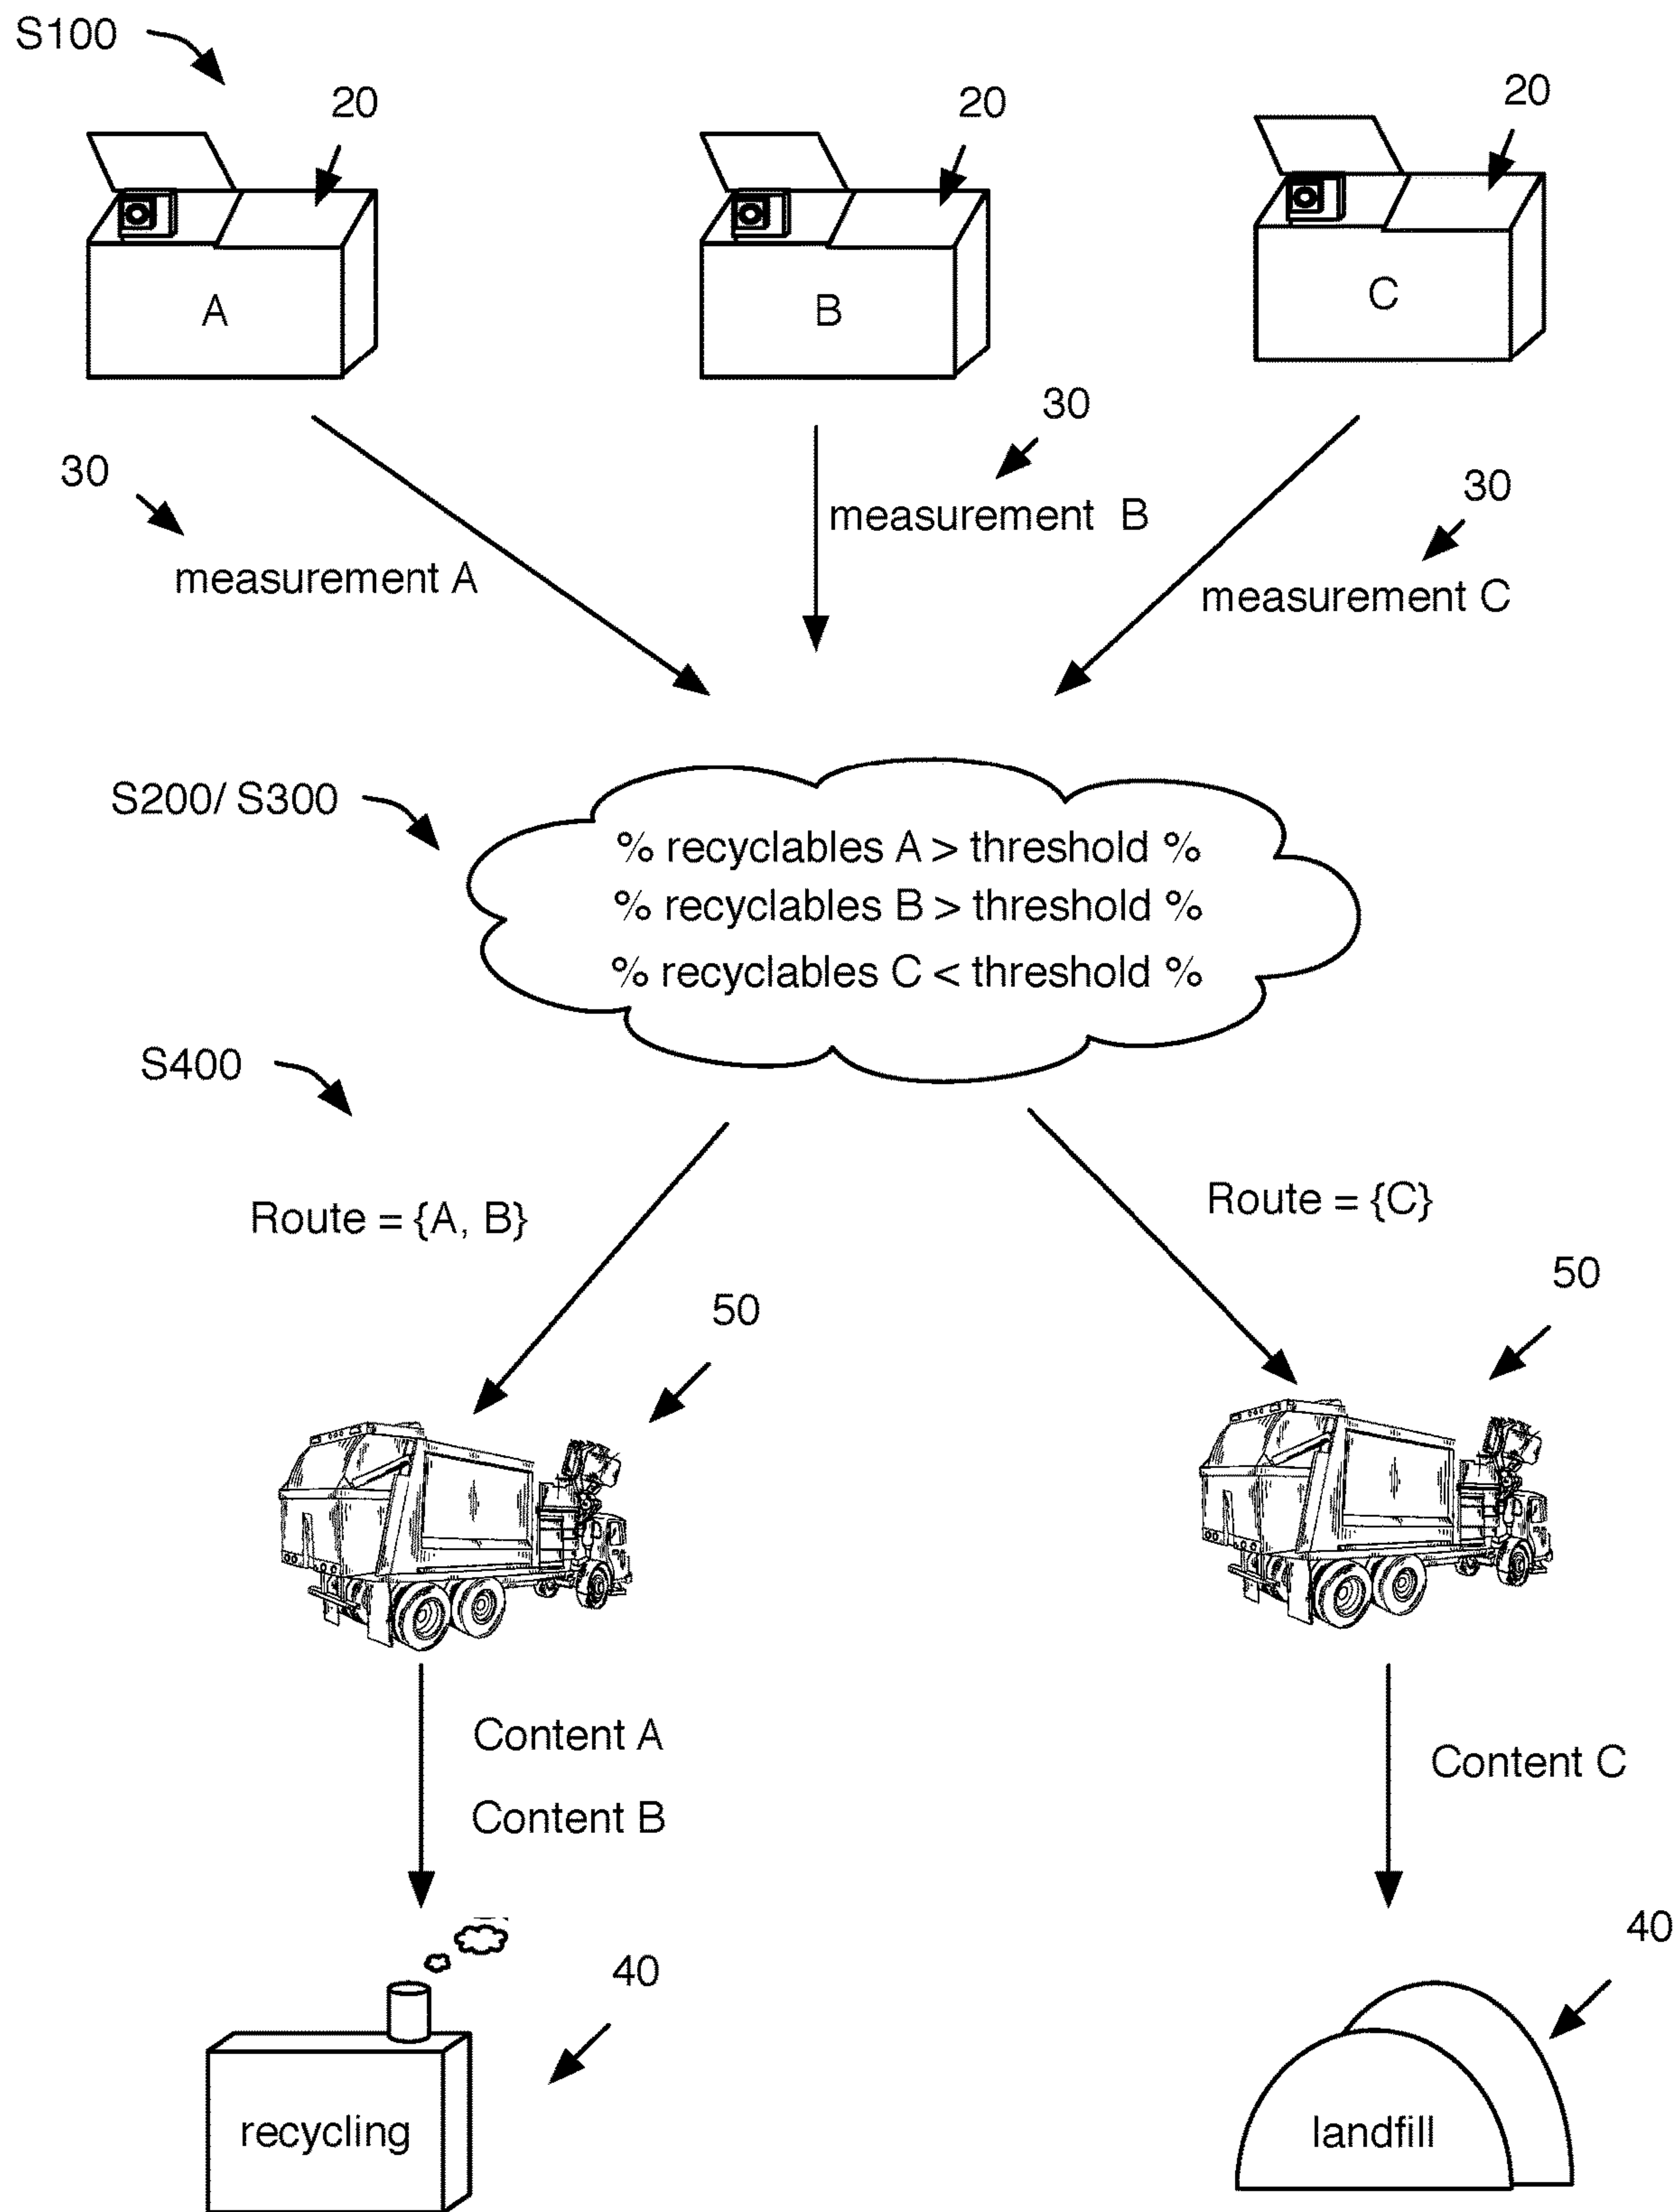 S100
20
20
20
A
B
C
30
30
30
measurement A
measurement  B
measurement C
S200/ S300
% recyclables A > threshold %
% recyclables B > threshold %
% recyclables C < threshold %
S400
Route = {A, B}
Route = {C}
50
50
Content A
Content B
Content C
40
40
recycling
landfill